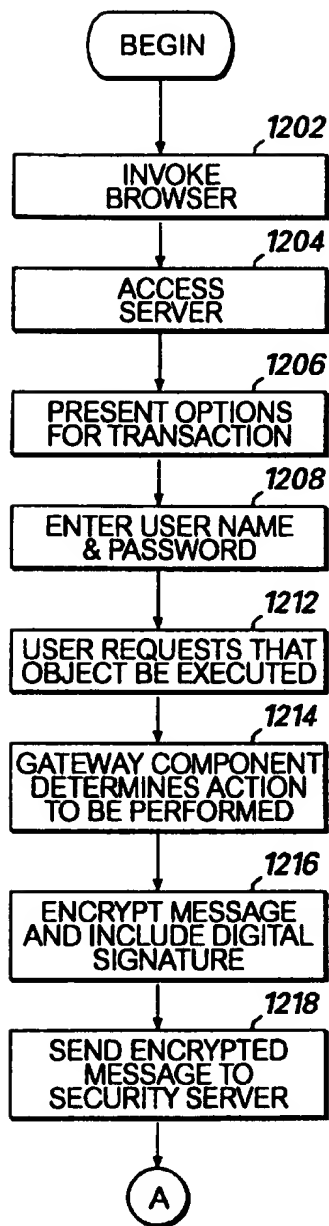 BEGIN
1202
INVOKE
BROWSER
1204
ACCESS
SERVER
1206
PRESENT OPTIONS
FOR TRANSACTION
1208
ENTER USER NAME
& PASSWORD
1212
USER REQUESTS THAT
OBJECT BE EXECUTED
1214
GATEWAY COMPONENT
DETERMINES ACTION
TO BE PERFORMED
1216
ENCRYPT MESSAGE
AND INCLUDE DIGITAL
SIGNATURE
1218
SEND ENCRYPTED
MESSAGE TO
SECURITY SERVER
A